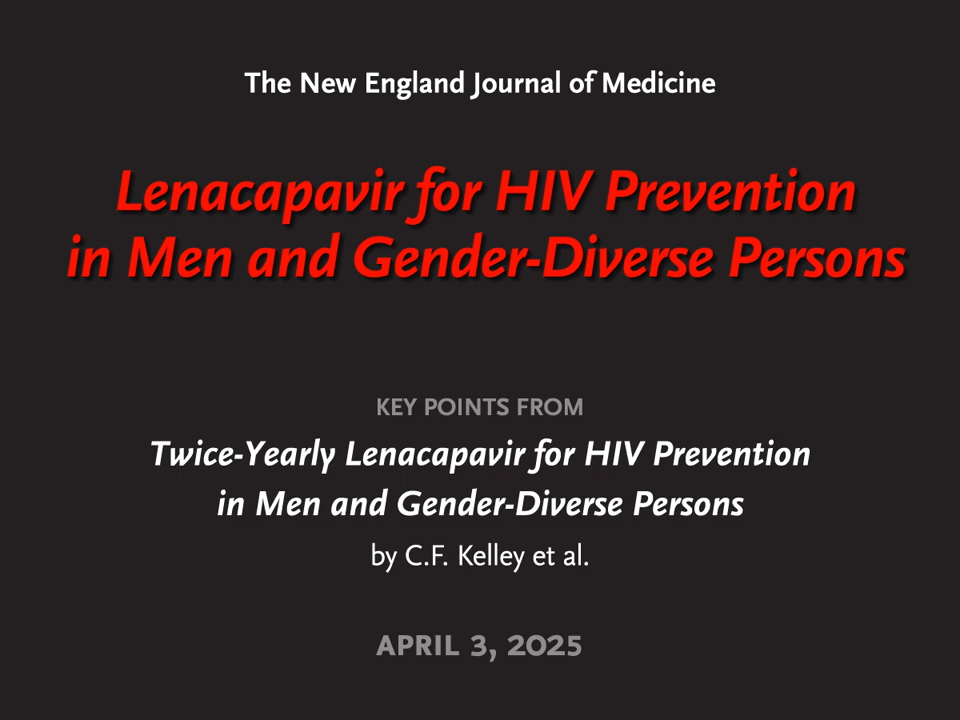 The New England Journal of Medicine
Lenacapavir for HIV Prevention
in Men and Gender-Diverse Persons
KEY POINTS FROM
Twice-Yearly Lenacapavir for HIV Prevention
in Men and Gender-Diverse Persons
by C.F. Kelley et al.
APRIL 3, 2025